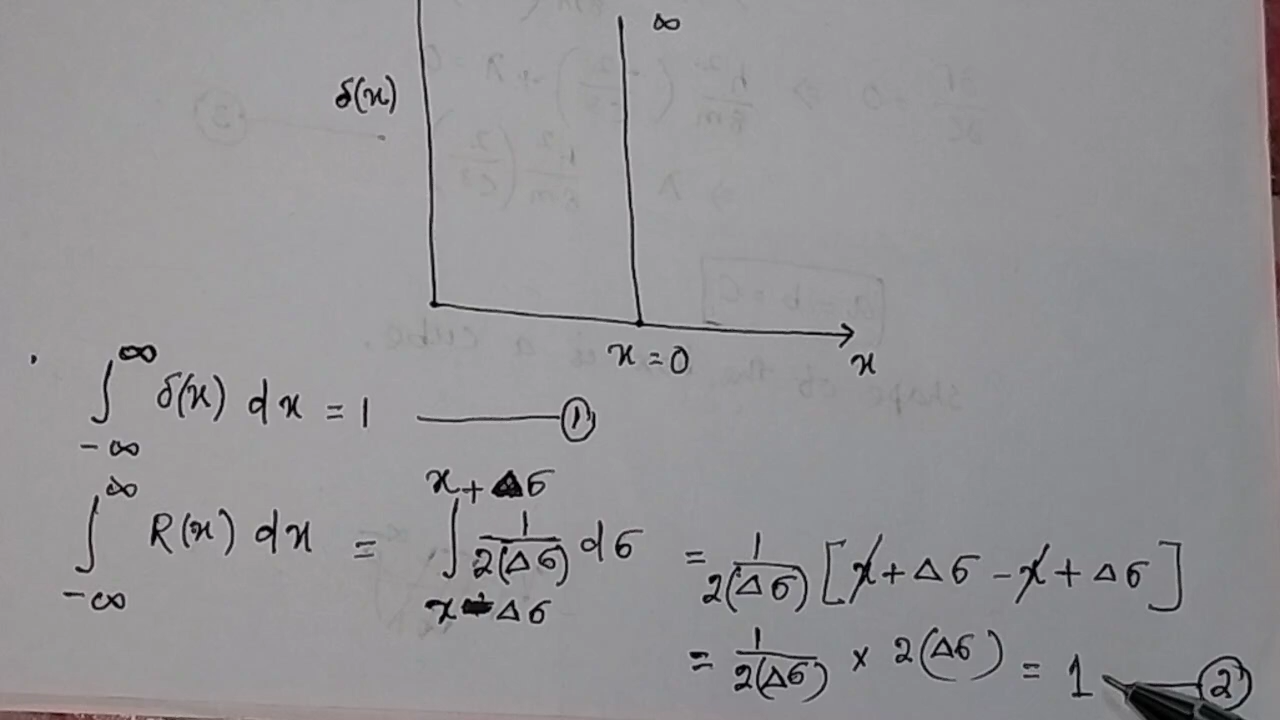 ∞
δ(x)
x = 0
x
∫_{-∞}^{∞} δ(x) dx = 1 ——— ①
∫_{-∞}^{∞} R(x) dx = ∫_{x-Δσ}^{x+Δσ} 1/2(Δσ) dσ = 1/2(Δσ) [x + Δσ - x + Δσ]
= 1/2(Δσ) × 2(Δσ) = 1 — ②